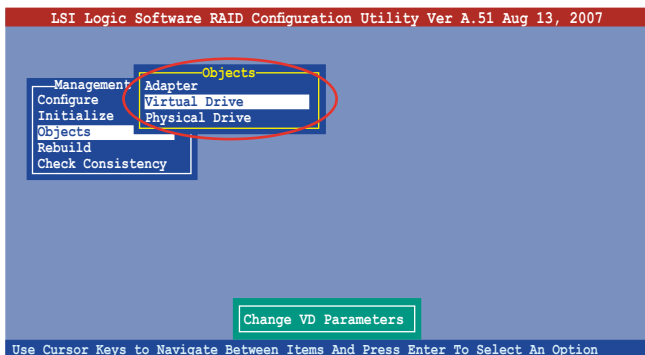 LSI Logic Software RAID Configuration Utility Ver A.51 Aug 13, 2007
Management
Configure
Initialize
Objects
Rebuild
Check Consistency
Objects
Adapter
Virtual Drive
Physical Drive
Change VD Parameters
Use Cursor Keys to Navigate Between Items And Press Enter To Select An Option